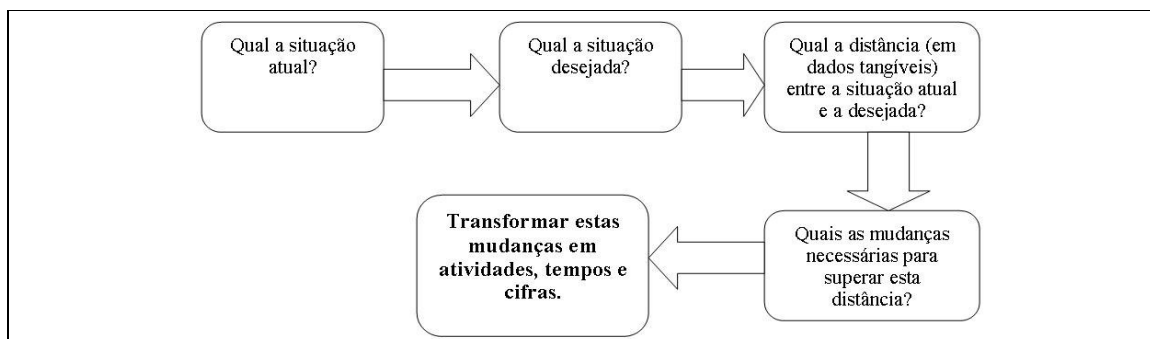 Qual a situação
atual?
Qual a situação
desejada?
Qual a distância (em
dados tangíveis)
entre a situação atual
e a desejada?
Quais as mudanças
necessárias para
superar esta
distância?
Transformar estas
mudanças em
atividades, tempos e
cifras.